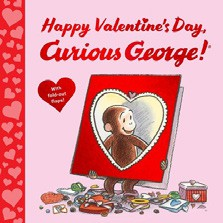 Happy Valentine's Day,
Curious George!
With
fold-out
flaps!